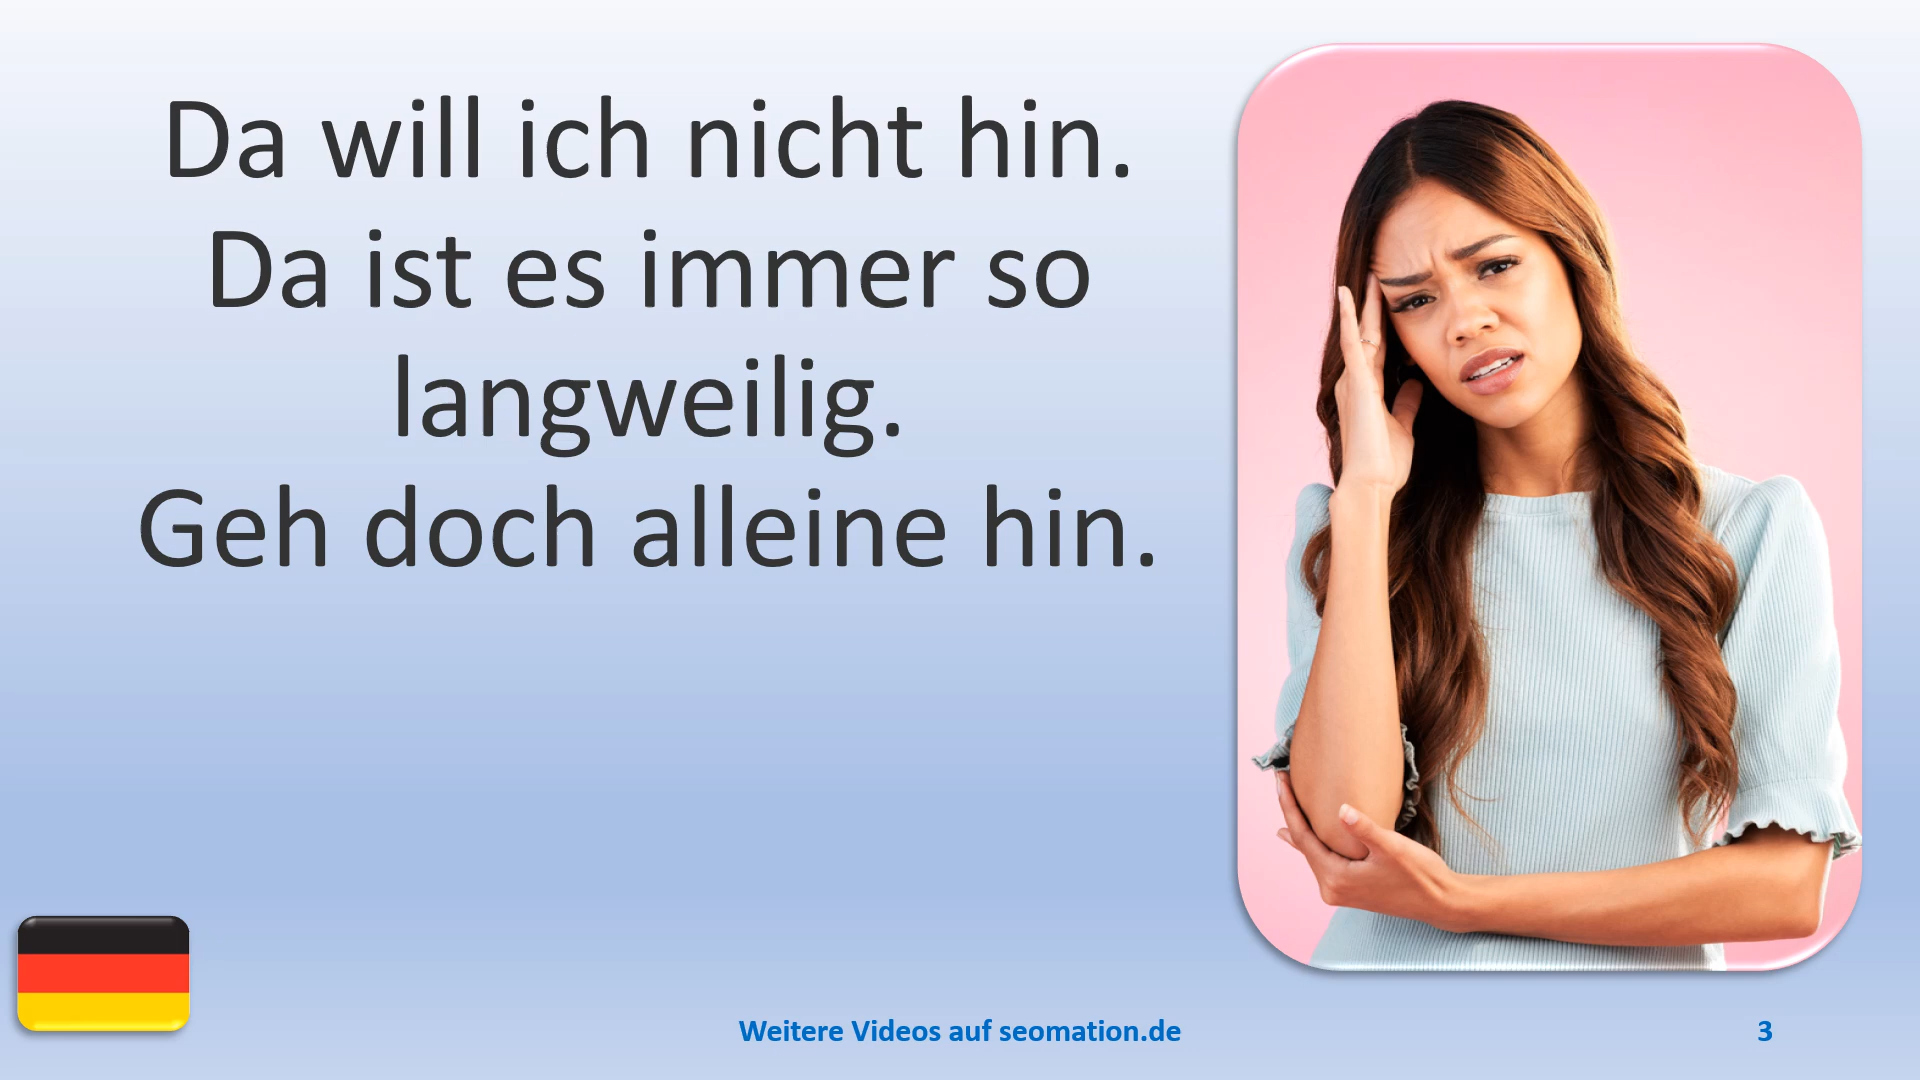 Da will ich nicht hin.
Da ist es immer so
langweilig.
Geh doch alleine hin.
Weitere Videos auf seomation.de
3